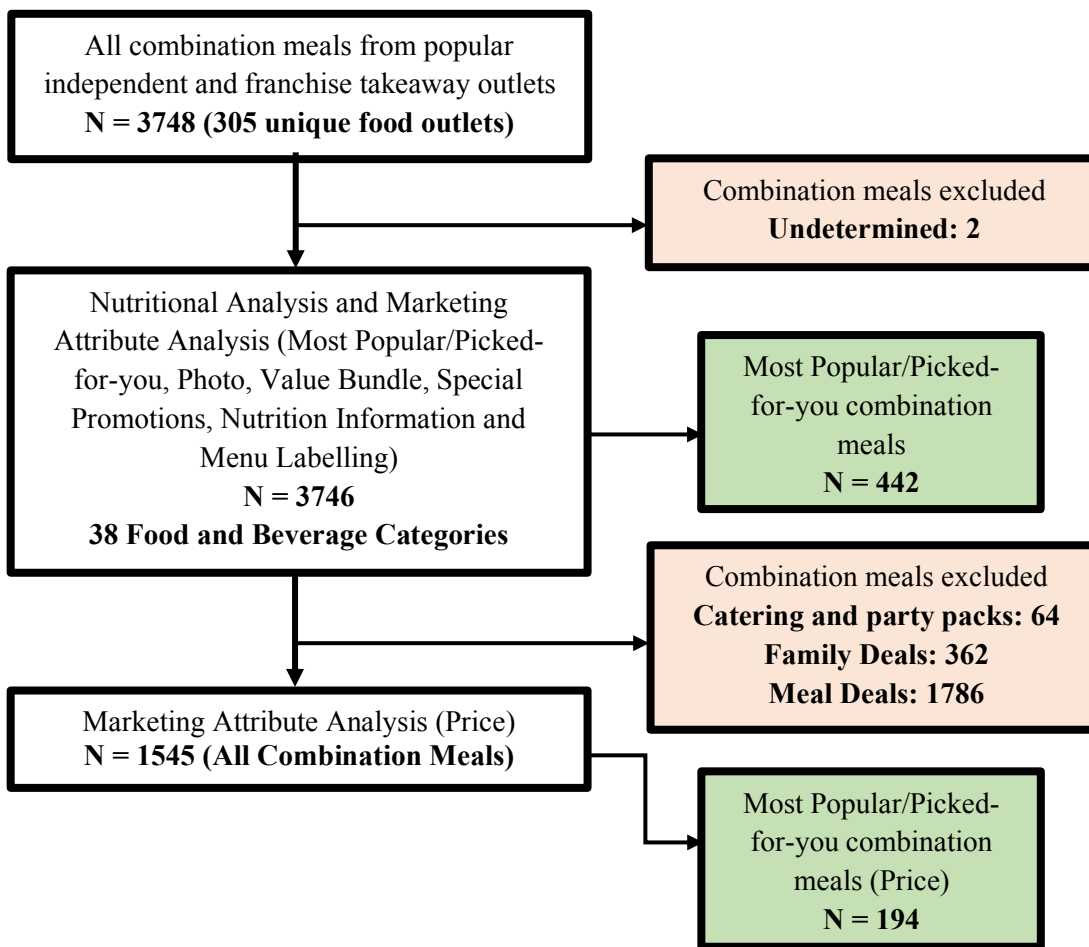 All combination meals from popular
independent and franchise takeaway outlets
N = 3748 (305 unique food outlets)
Combination meals excluded
Undetermined: 2
Nutritional Analysis and Marketing
Attribute Analysis (Most Popular/Picked-
for-you, Photo, Value Bundle, Special
Promotions, Nutrition Information and
Menu Labelling)
N = 3746
38 Food and Beverage Categories
Most Popular/Picked-
for-you combination
meals
N = 442
Combination meals excluded
Catering and party packs: 64
Family Deals: 362
Meal Deals: 1786
Marketing Attribute Analysis (Price)
N = 1545 (All Combination Meals)
Most Popular/Picked-
for-you combination
meals (Price)
N = 194